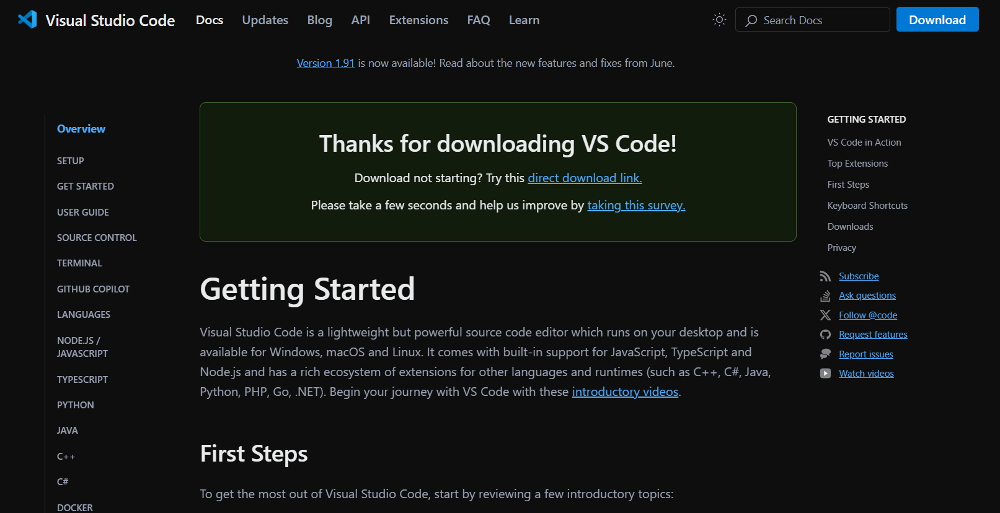 Visual Studio Code Docs Updates Blog API Extensions FAQ Learn Search Docs Download
Version 1.91 is now available! Read about the new features and fixes from June.
Overview
SETUP
GET STARTED
USER GUIDE
SOURCE CONTROL
TERMINAL
GITHUB COPILOT
LANGUAGES
NODE.JS /
JAVASCRIPT
TYPESCRIPT
PYTHON
JAVA
C++
C#
DOCKER
Thanks for downloading VS Code!
Download not starting? Try this direct download link.
Please take a few seconds and help us improve by taking this survey.
Getting Started
Visual Studio Code is a lightweight but powerful source code editor which runs on your desktop and is
available for Windows, macOS and Linux. It comes with built-in support for JavaScript, TypeScript and
Node.js and has a rich ecosystem of extensions for other languages and runtimes (such as C++, C#, Java,
Python, PHP, Go, .NET). Begin your journey with VS Code with these introductory videos.
First Steps
To get the most out of Visual Studio Code, start by reviewing a few introductory topics:
GETTING STARTED
VS Code in Action
Top Extensions
First Steps
Keyboard Shortcuts
Downloads
Privacy
Subscribe
Ask questions
Follow @code
Request features
Report issues
Watch videos